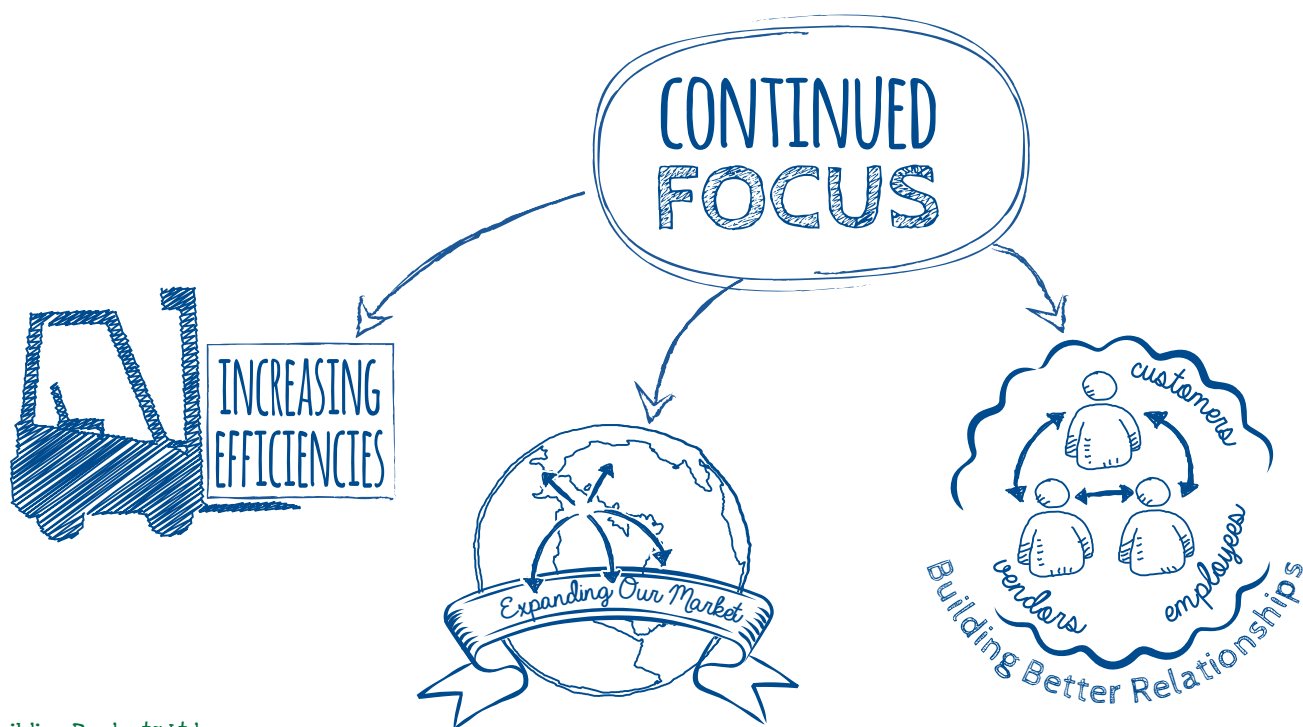 CONTINUED
FOCUS
INCREASING
EFFICIENCIES
Expanding Our Market
customers
vendors
employees
Building Better Relationships